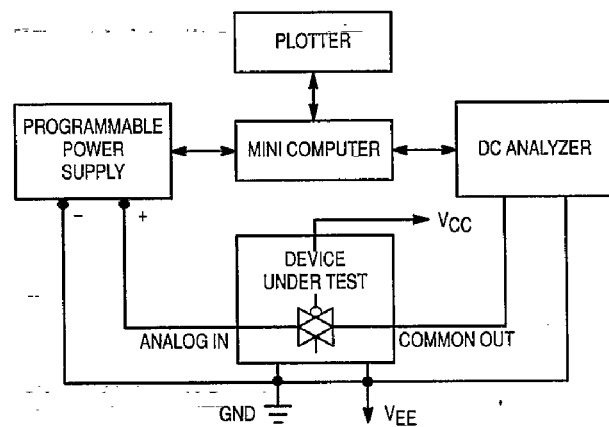 PLOTTER
PROGRAMMABLE
POWER
SUPPLY
MINI COMPUTER
DC ANALYZER
– +
VCC
DEVICE
UNDER TEST
ANALOG IN
COMMON OUT
GND
VEE